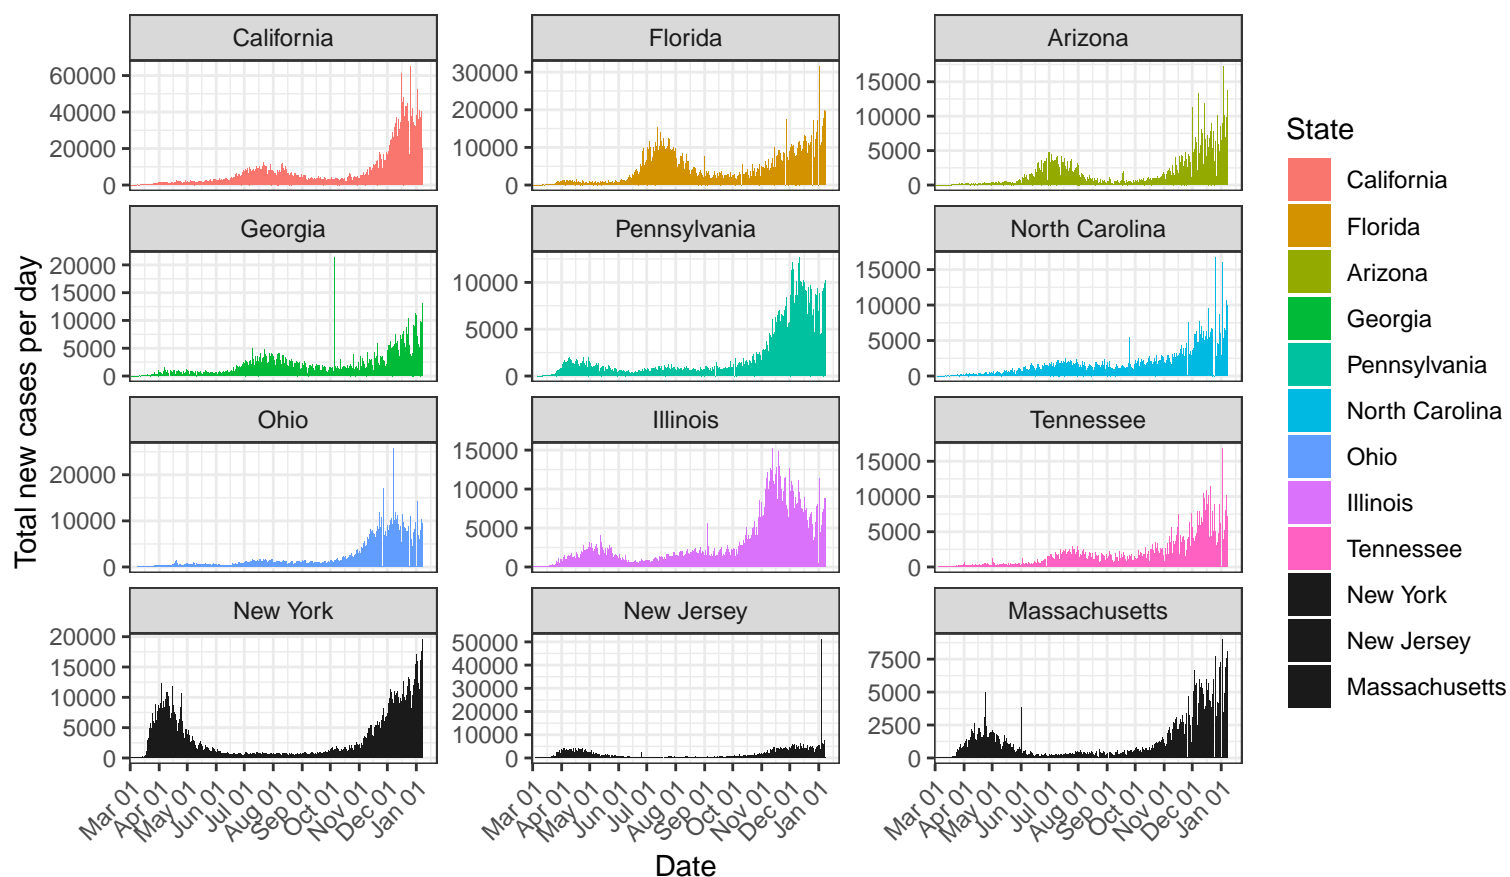 California
Florida
Arizona
60000
40000
20000
0
30000
20000
10000
0
15000
10000
5000
0
Georgia
Pennsylvania
North Carolina
20000
15000
10000
5000
0
10000
5000
0
15000
10000
5000
0
Ohio
Illinois
Tennessee
20000
10000
0
15000
10000
5000
0
15000
10000
5000
0
New York
New Jersey
Massachusetts
20000
15000
10000
5000
0
50000
40000
30000
20000
10000
0
7500
5000
2500
0
Mar 01
Apr 01
May 01
Jun 01
Jul 01
Aug 01
Sep 01
Oct 01
Nov 01
Dec 01
Jan 01
Mar 01
Apr 01
May 01
Jun 01
Jul 01
Aug 01
Sep 01
Oct 01
Nov 01
Dec 01
Jan 01
Mar 01
Apr 01
May 01
Jun 01
Jul 01
Aug 01
Sep 01
Oct 01
Nov 01
Dec 01
Jan 01
Date
Total new cases per day
State
California
Florida
Arizona
Georgia
Pennsylvania
North Carolina
Ohio
Illinois
Tennessee
New York
New Jersey
Massachusetts